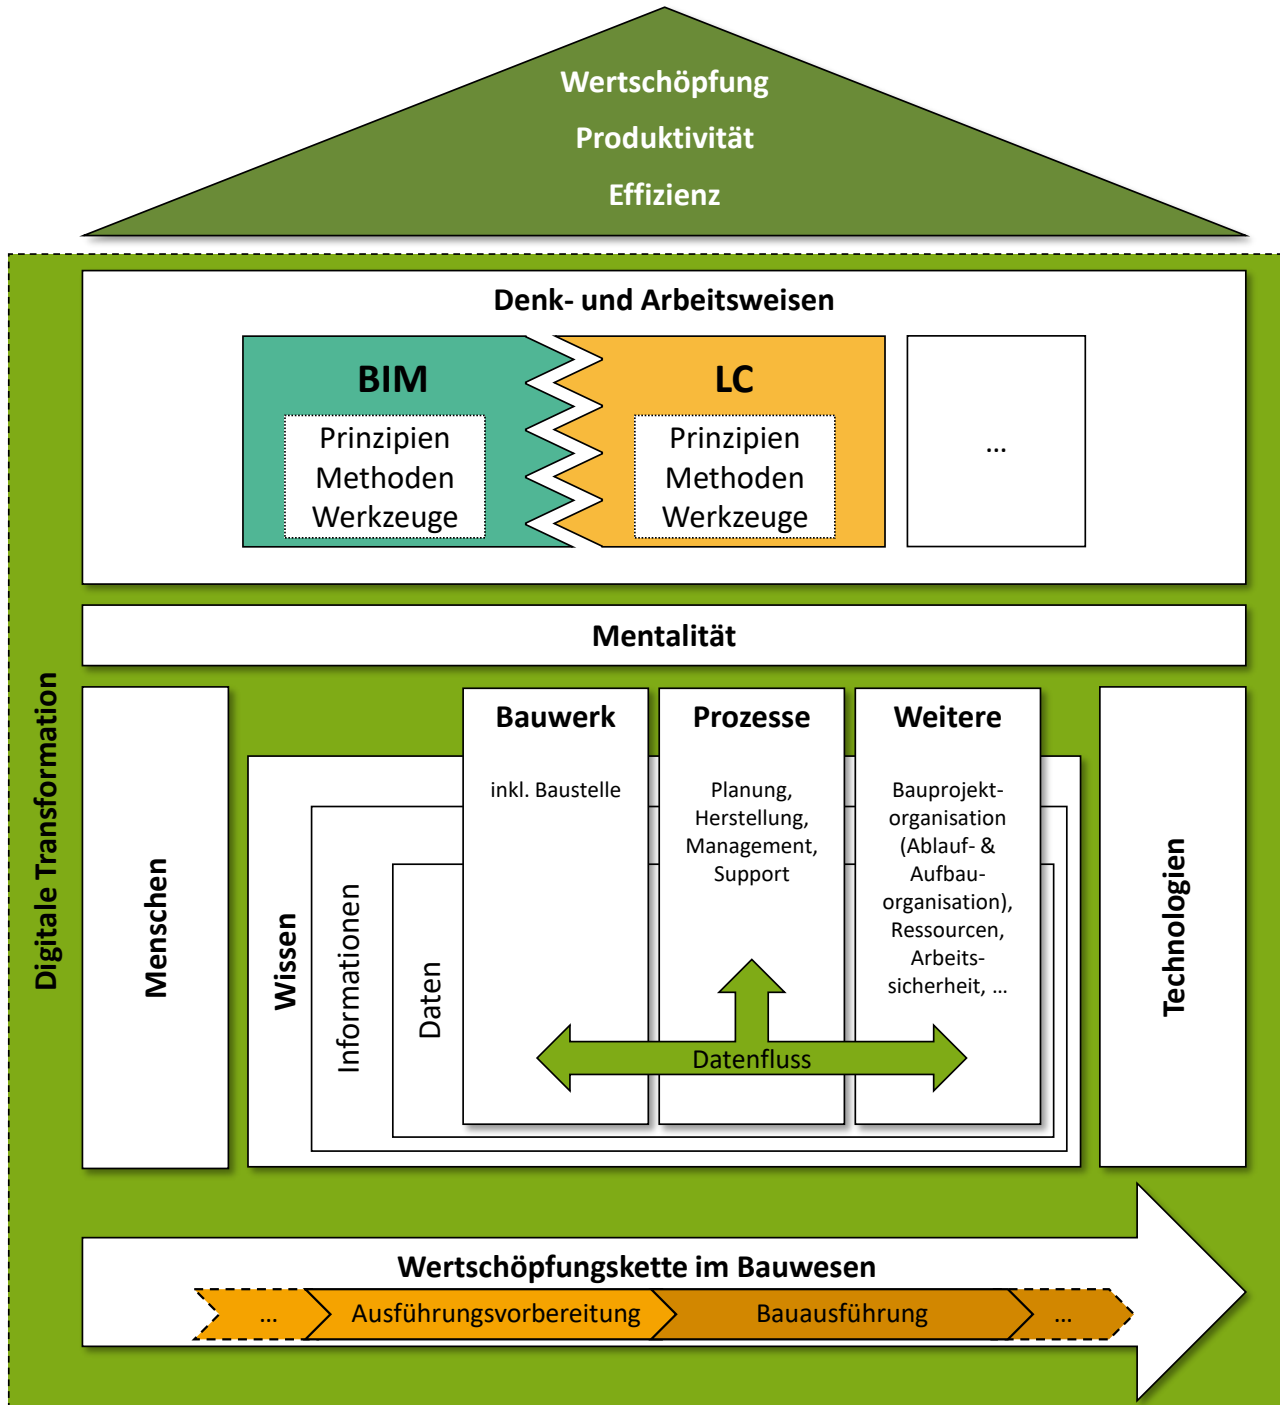 Wertschöpfung
Produktivität
Effizienz
Digitale Transformation
Denk- und Arbeitsweisen
BIM
Prinzipien
Methoden
Werkzeuge
LC
Prinzipien
Methoden
Werkzeuge
...
Mentalität
Menschen
Wissen
Informationen
Daten
Bauwerk
inkl. Baustelle
Prozesse
Planung,
Herstellung,
Management,
Support
Weitere
Bauprojekt-
organisation
(Ablauf- &
Aufbau-
organisation),
Ressourcen,
Arbeits-
sicherheit, ...
Datenfluss
Technologien
Wertschöpfungskette im Bauwesen
...
Ausführungsvorbereitung
Bauausführung
...